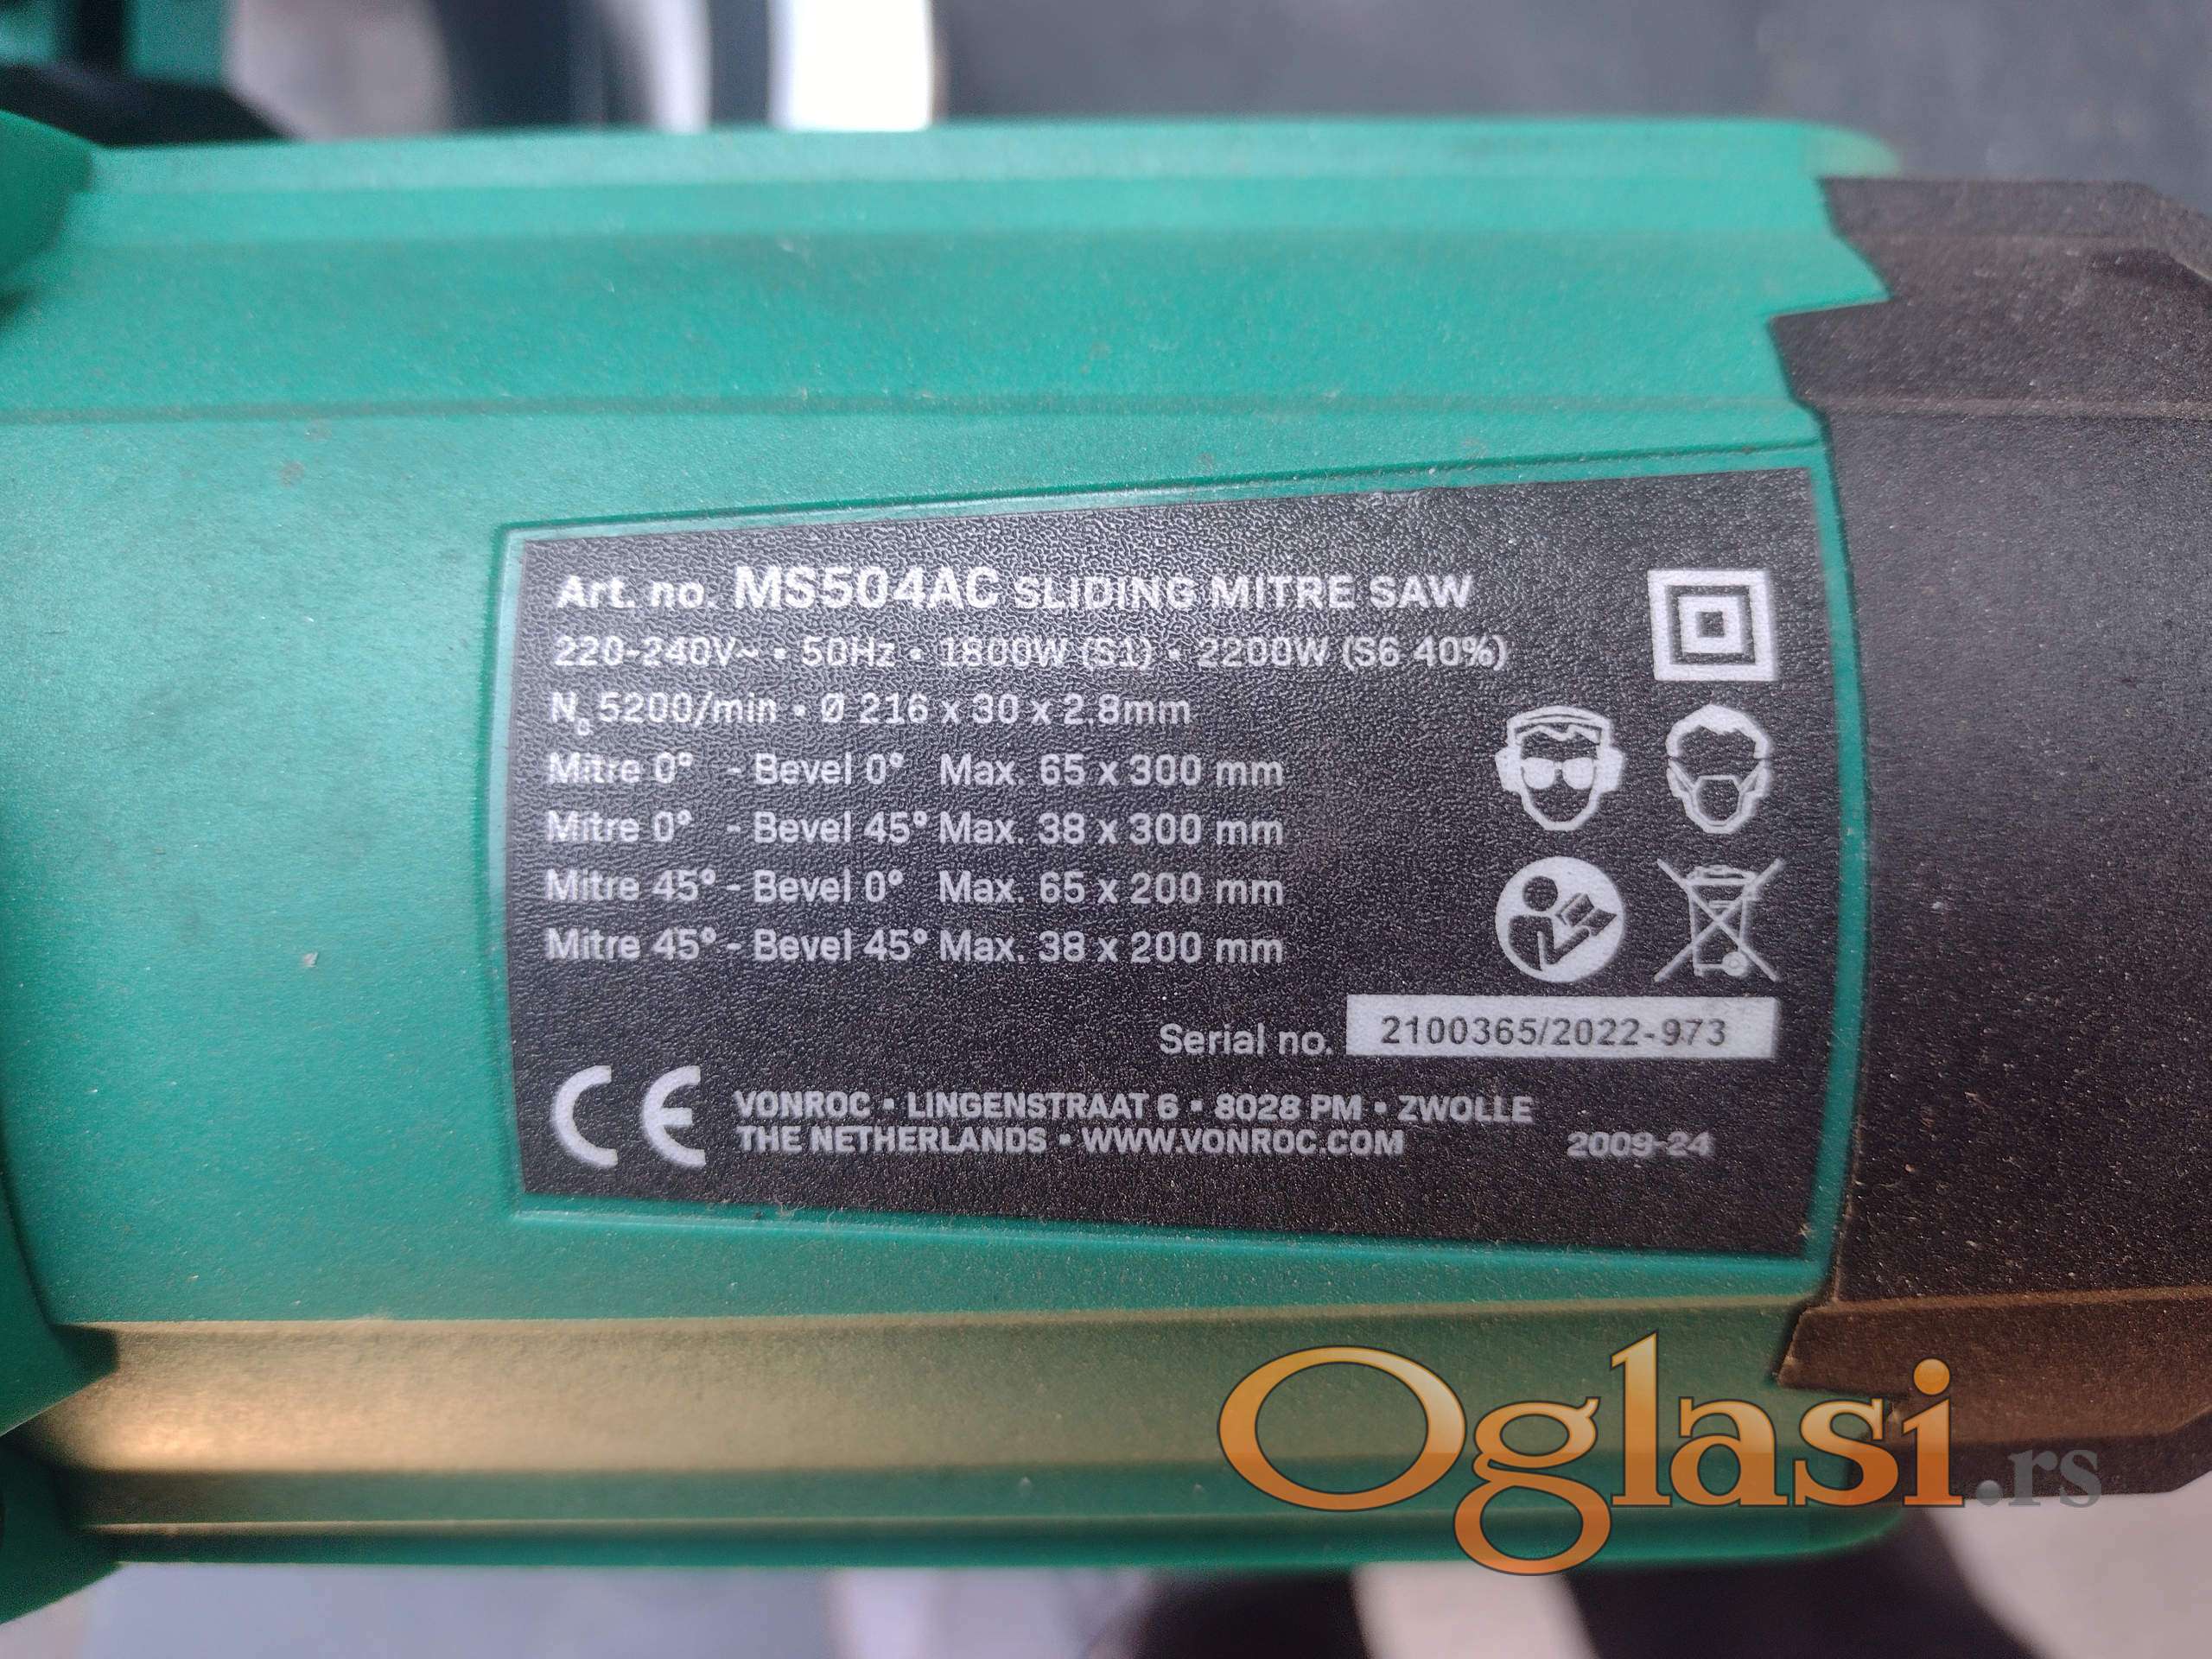 Art. no. MS504AC SLIDING MITRE SAW
220-240V~ • 50Hz • 1800W (S1) • 2200W (S6 40%)
N₀ 5200/min • Ø 216 x 30 x 2.8mm
Mitre 0° - Bevel 0° Max. 65 x 300 mm
Mitre 0° - Bevel 45° Max. 38 x 300 mm
Mitre 45° - Bevel 0° Max. 65 x 200 mm
Mitre 45° - Bevel 45° Max. 38 x 200 mm
Serial no. 2100365/2022-973
CE
VONROC • LINGENSTRAAT 6 • 8028 PM • ZWOLLE
THE NETHERLANDS • WWW.VONROC.COM
2009-24
Oglasi.rs